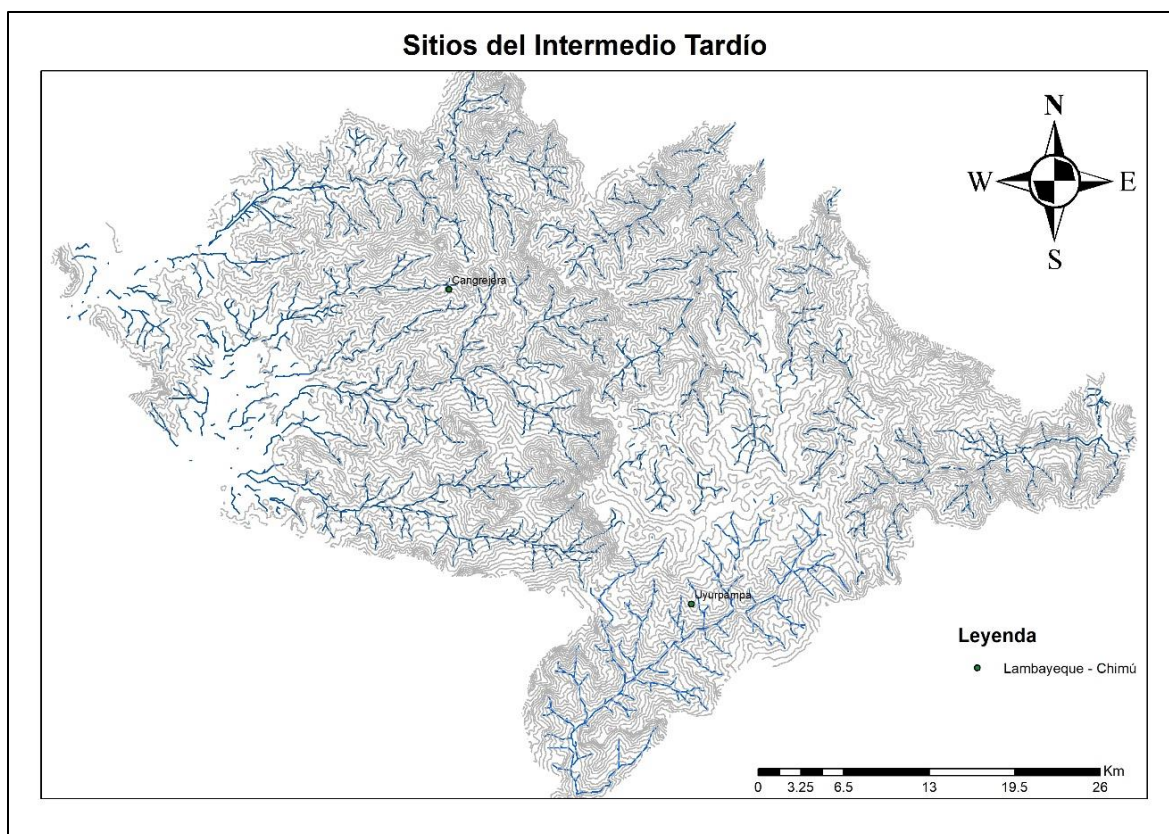 Sitios del Intermedio Tardío
N
W E
S
Cangrejera
Uyurpampa
Leyenda
Lambayeque - Chimú
Km
0 3.25 6.5 13 19.5 26